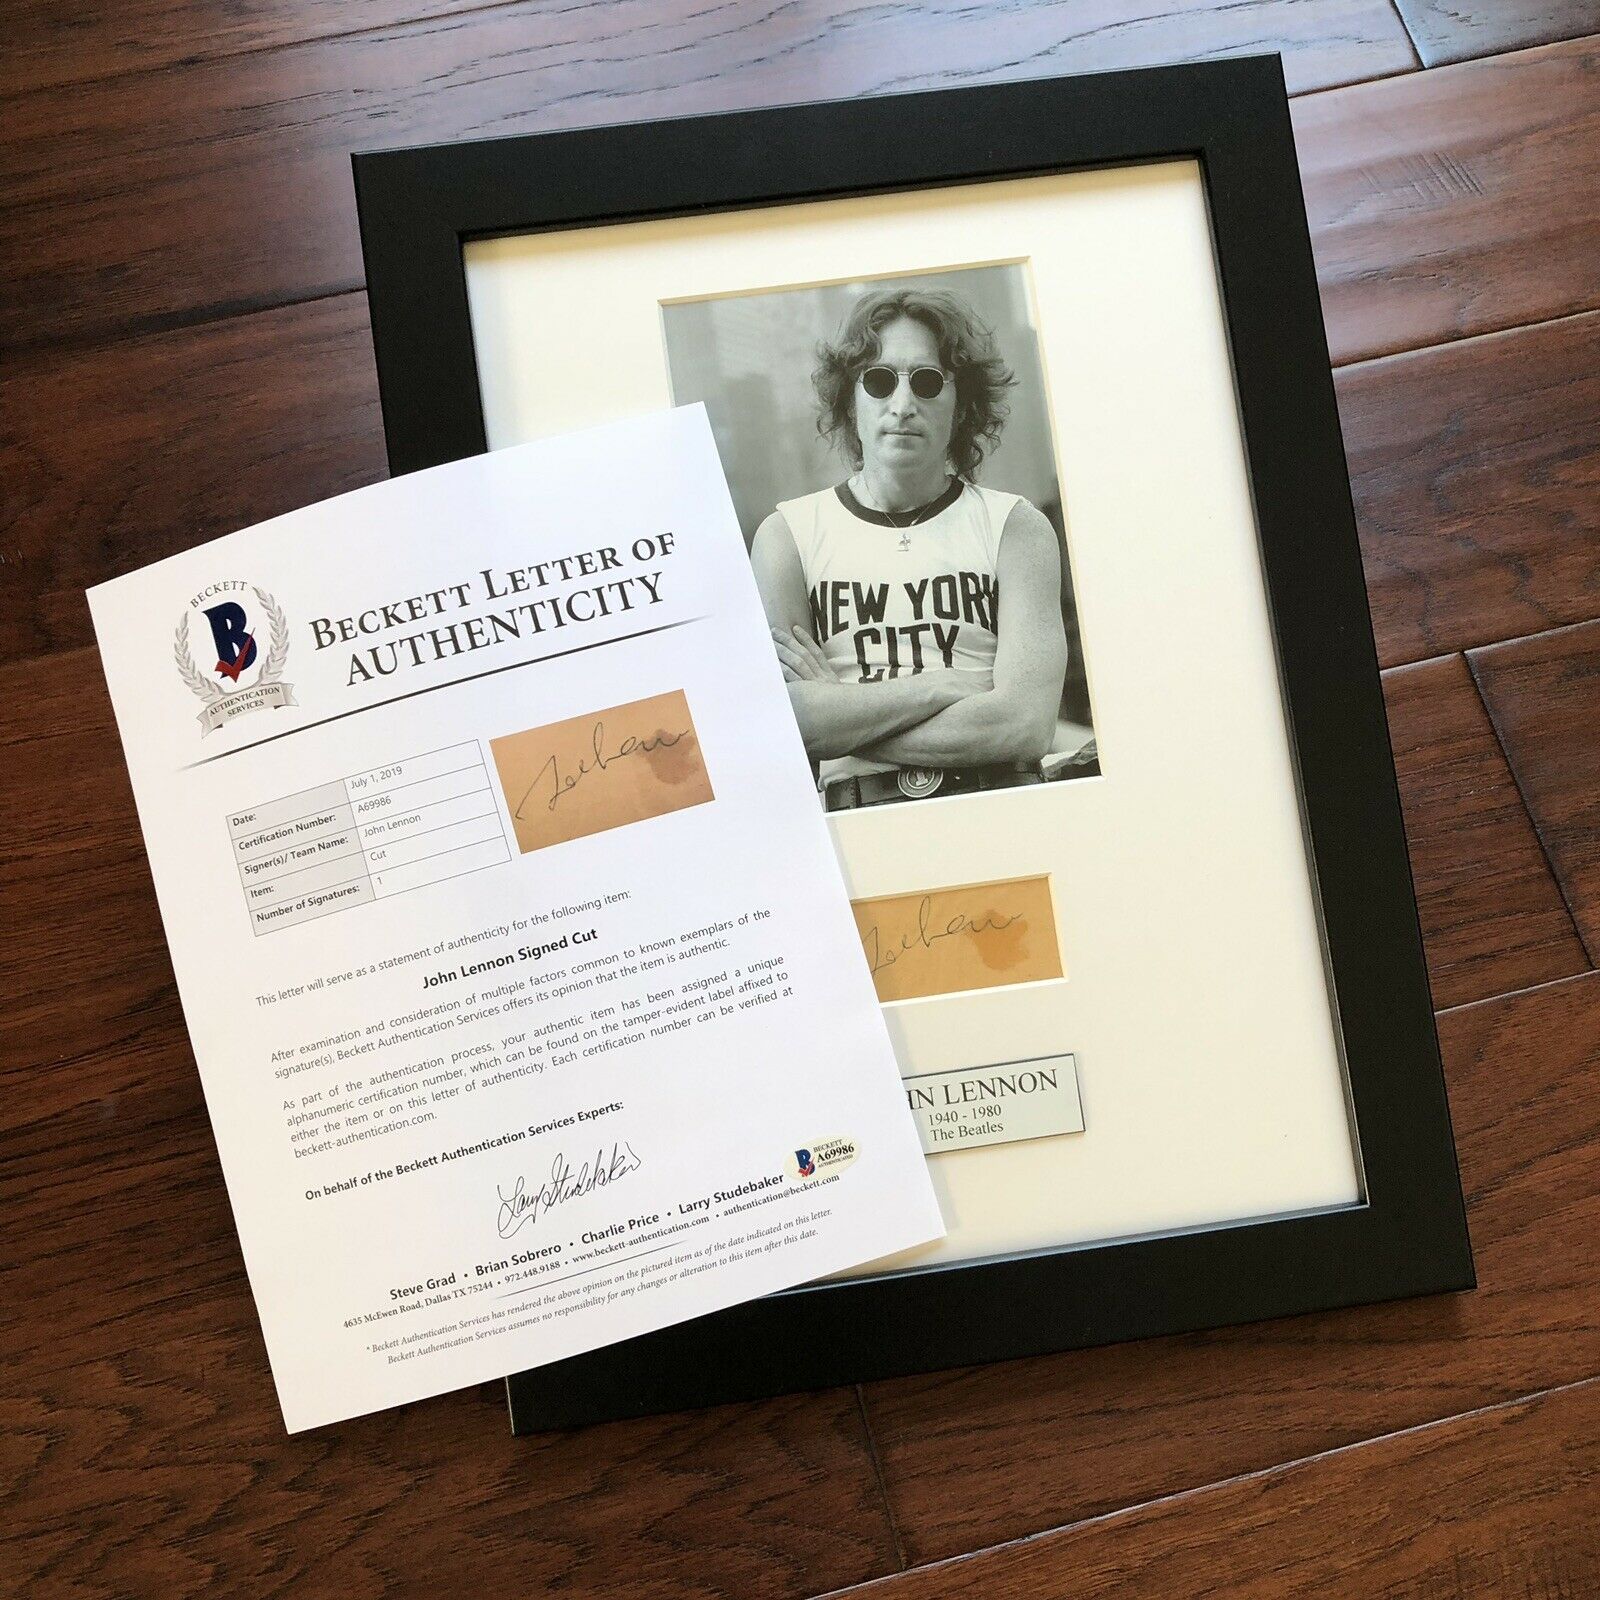 BECKETT
B
AUTHENTICATION
SERVICES
BECKETT LETTER OF
AUTHENTICITY
Date: July 1, 2019
Certification Number: A69986
Signer(s)/ Team Name: John Lennon
Item: Cut
Number of Signatures: 1
This letter will serve as a statement of authenticity for the following item:
John Lennon Signed Cut
After examination and consideration of multiple factors common to known exemplars of the
signature(s), Beckett Authentication Services offers its opinion that the item is authentic.
As part of the authentication process, your authentic item has been assigned a unique
alphanumeric certification number, which can be found on the tamper-evident label affixed to
either the item or on this letter of authenticity. Each certification number can be verified at
beckett-authentication.com.
On behalf of the Beckett Authentication Services Experts:
Larry Studebaker
BECKETT
A69986
AUTHENTICATED
Steve Grad • Brian Sobrero • Charlie Price • Larry Studebaker
4635 McEwen Road, Dallas TX 75244 • 972.448.9188 • www.beckett-authentication.com • authentication@beckett.com
* Beckett Authentication Services has rendered the above opinion on the pictured item as of the date indicated on this letter.
Beckett Authentication Services assumes no responsibility for any changes or alteration to this item after this date.
NEW YORK
CITY
HN LENNON
1940 - 1980
The Beatles